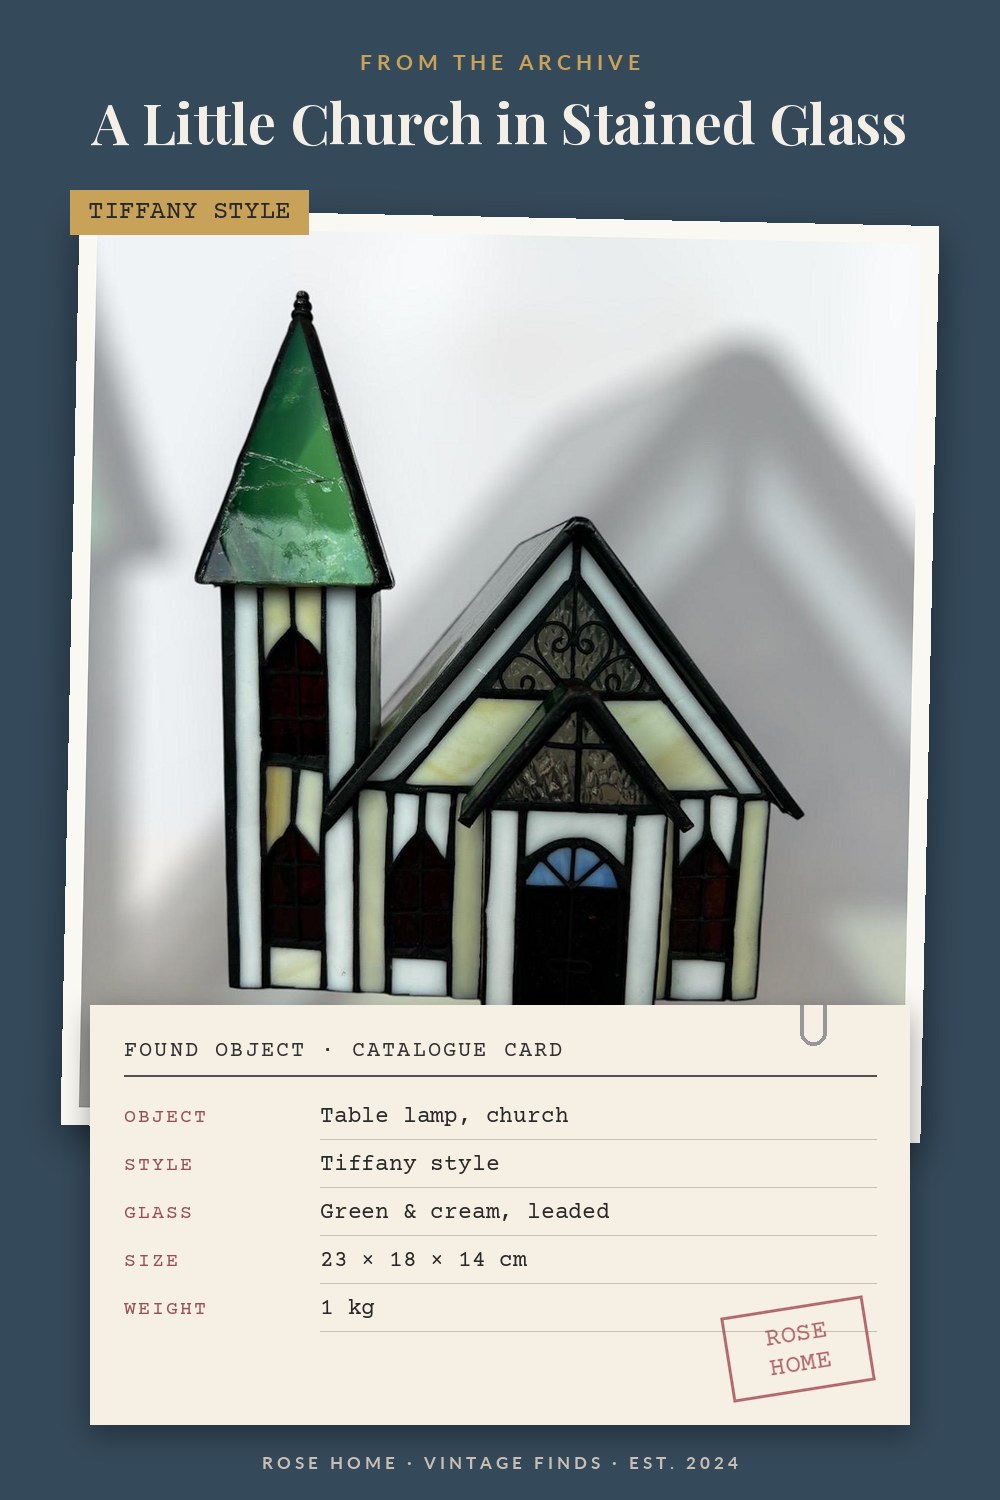 FROM THE ARCHIVE
A Little Church in Stained Glass
TIFFANY STYLE
FOUND OBJECT · CATALOGUE CARD
OBJECT Table lamp, church
STYLE Tiffany style
GLASS Green & cream, leaded
SIZE 23 × 18 × 14 cm
WEIGHT 1 kg
ROSE
HOME
ROSE HOME · VINTAGE FINDS · EST. 2024